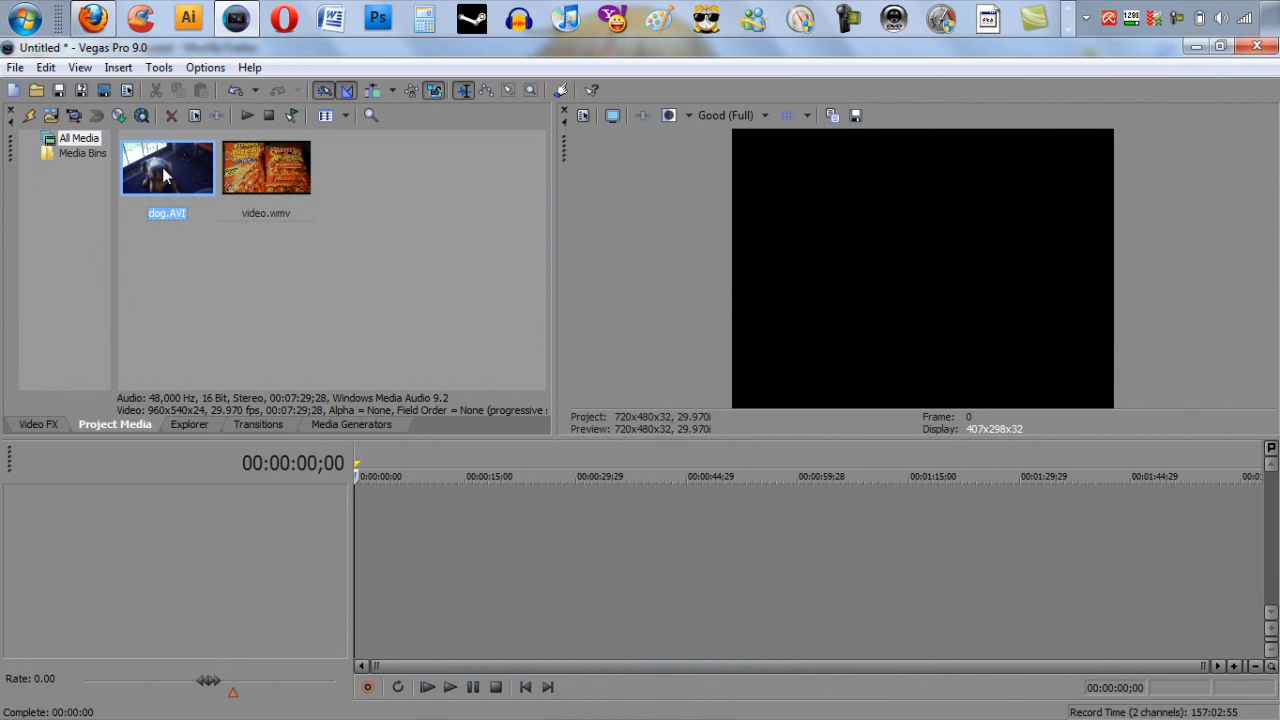 Untitled * - Vegas Pro 9.0
File Edit View Insert Tools Options Help
Good (Full)
All Media
Media Bins
dog.AVI
video.wmv
Audio: 48,000 Hz, 16 Bit, Stereo, 00:07:29;28, Windows Media Audio 9.2
Video: 960x540x24, 29.970 fps, 00:07:29;28, Alpha = None, Field Order = None (progressive s
Video FX Project Media Explorer Transitions Media Generators
Project: 720x480x32, 29.970i
Preview: 720x480x32, 29.970i
Frame: 0
Display: 407x298x32
00:00:00;00
0:00:00:00 00:00:15;00 00:00:29;29 00:00:44;29 00:00:59;28 00:01:15;00 00:01:29;29 00:01:44;29 00:0
Rate: 0.00
00:00:00;00
Complete: 00:00:00
Record Time (2 channels): 157:02:55